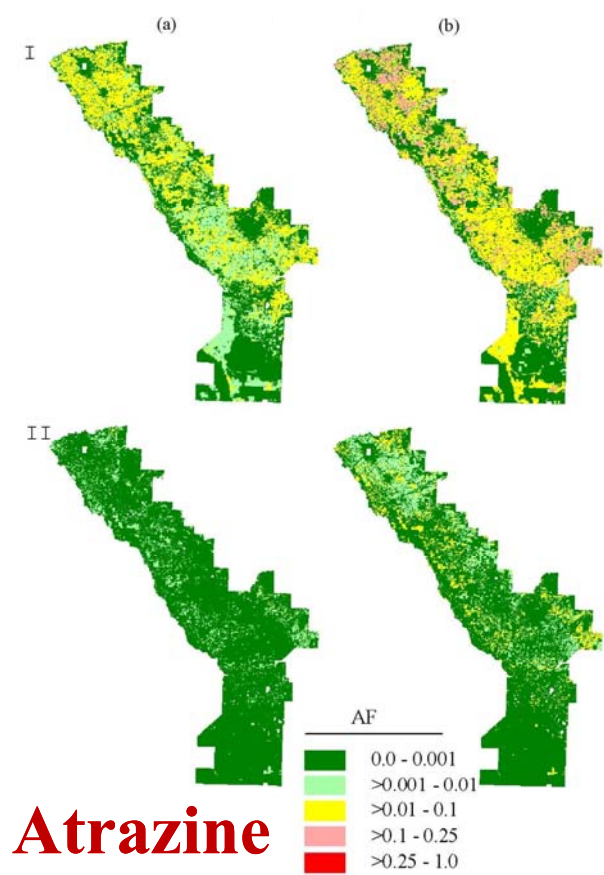 (a) (b)
I
II
AF
0.0 - 0.001
>0.001 - 0.01
>0.01 - 0.1
>0.1 - 0.25
>0.25 - 1.0
Atrazine